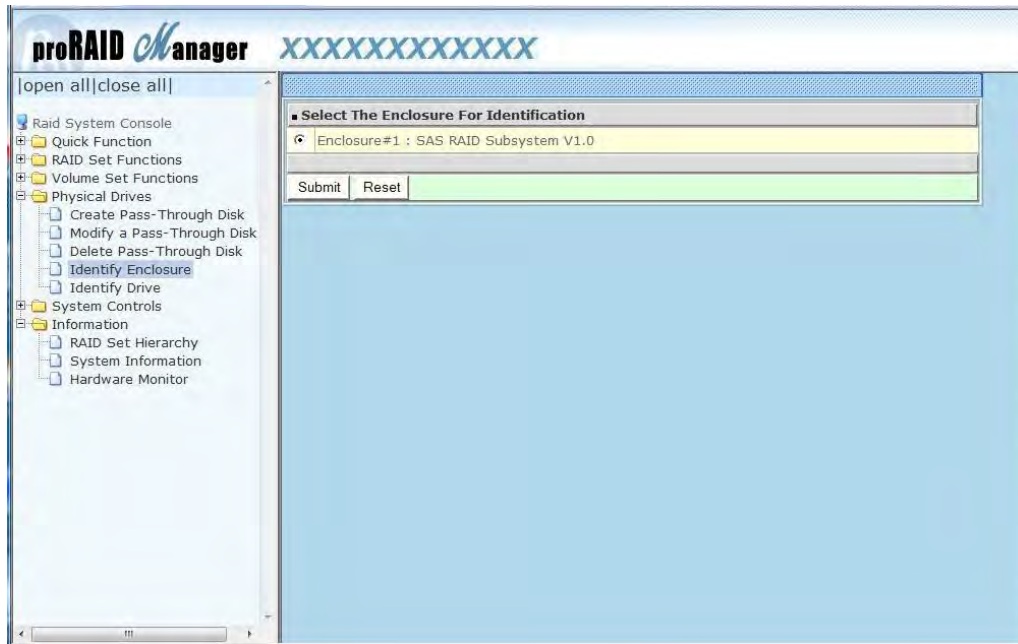 proRAID Manager XXXXXXXXXXXX
|open all|close all|
Raid System Console
Quick Function
RAID Set Functions
Volume Set Functions
Physical Drives
Create Pass-Through Disk
Modify a Pass-Through Disk
Delete Pass-Through Disk
Identify Enclosure
Identify Drive
System Controls
Information
RAID Set Hierarchy
System Information
Hardware Monitor
Select The Enclosure For Identification
Enclosure#1 : SAS RAID Subsystem V1.0
Submit Reset